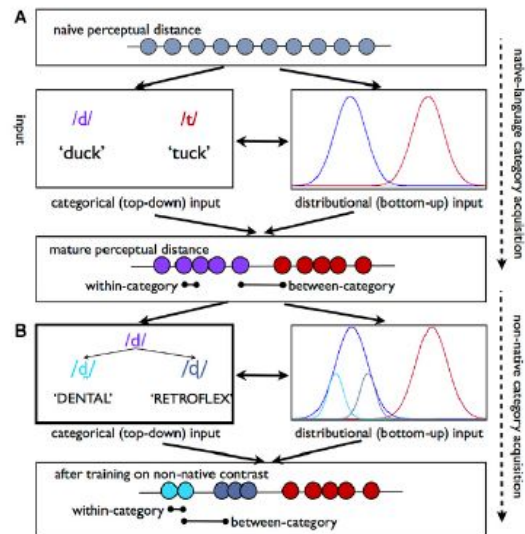 A
naïve perceptual distance
native-language category acquisition
input
/d/ /t/
'duck' 'tuck'
categorical (top-down) input
distributional (bottom-up) input
mature perceptual distance
within-category
between-category
non-native category acquisition
B
/d/
/d̪/ /ɖ/
'DENTAL' 'RETROFLEX'
categorical (top-down) input
distributional (bottom-up) input
after training on non-native contrast
within-category
between-category